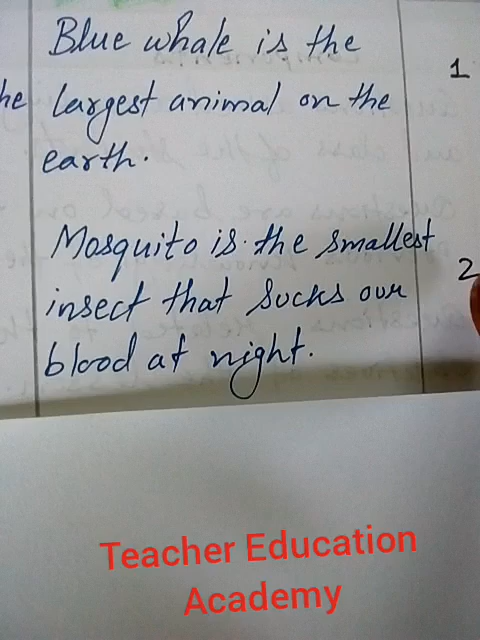 Blue whale is the
1
he largest animal on the
earth.
Mosquito is the smallest
2
insect that sucks our
blood at night.
Teacher Education
Academy